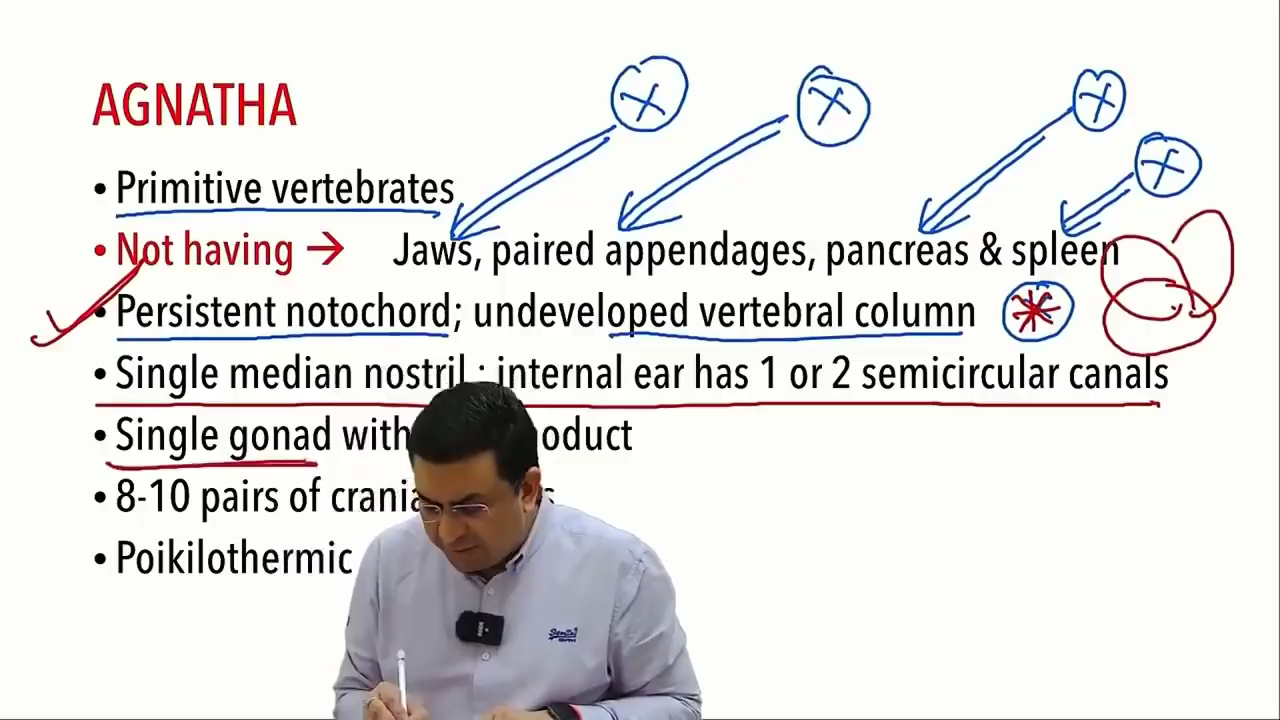 AGNATHA
• Primitive vertebrates
• Not having → Jaws, paired appendages, pancreas & spleen
• Persistent notochord; undeveloped vertebral column
• Single median nostril ; internal ear has 1 or 2 semicircular canals
• Single gonad with oduct
• 8-10 pairs of crania s
• Poikilothermic